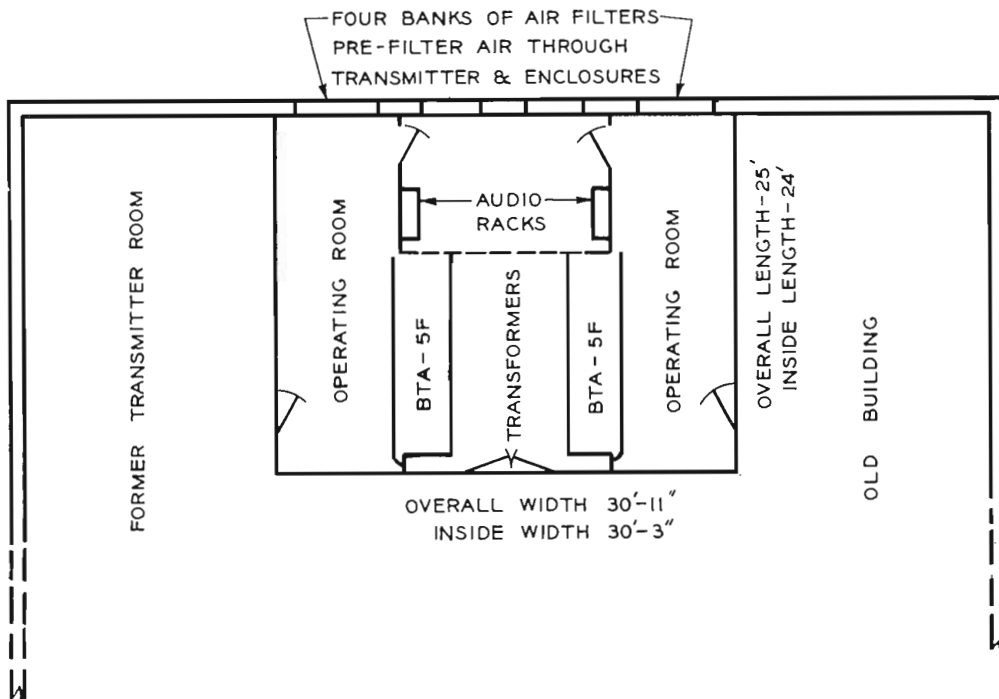 FOUR BANKS OF AIR FILTERS
PRE-FILTER AIR THROUGH
TRANSMITTER & ENCLOSURES
FORMER TRANSMITTER ROOM
OPERATING ROOM
AUDIO
RACKS
BTA-5F
TRANSFORMERS
BTA-5F
OPERATING ROOM
OVERALL LENGTH-25'
INSIDE LENGTH-24'
OLD BUILDING
OVERALL WIDTH 30'-11"
INSIDE WIDTH 30'-3"